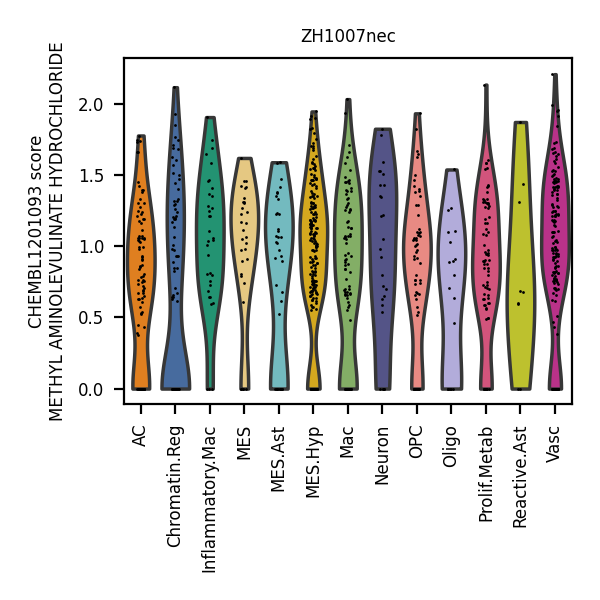 ZH1007nec
CHEMBL1201093 score
METHYL AMINOLEVULINATE HYDROCHLORIDE
2.0
1.5
1.0
0.5
0.0
AC
Chromatin.Reg
Inflammatory.Mac
MES
MES.Ast
MES.Hyp
Mac
Neuron
OPC
Oligo
Prolif.Metab
Reactive.Ast
Vasc